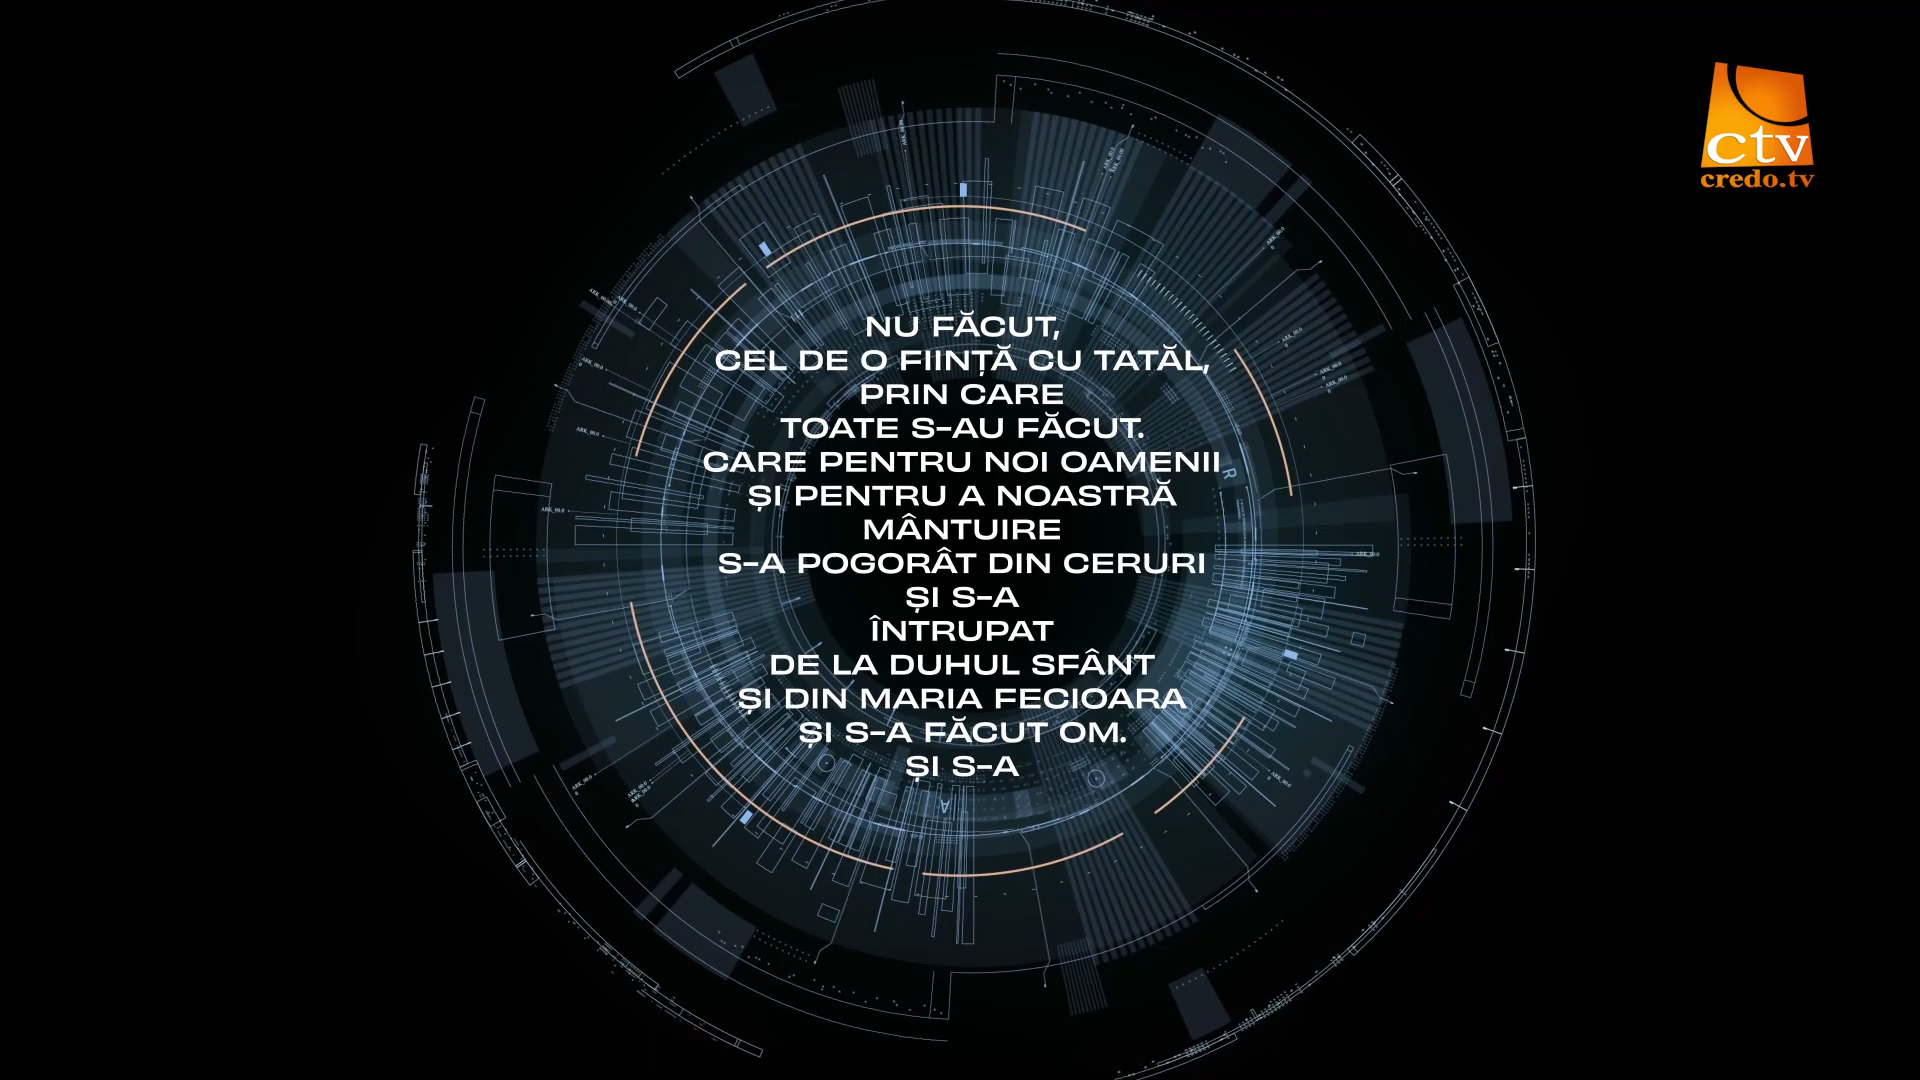 ctv
credo.tv
NU FĂCUT,
CEL DE O FIINȚĂ CU TATĂL,
PRIN CARE
TOATE S-AU FĂCUT.
CARE PENTRU NOI OAMENII
ȘI PENTRU A NOASTRĂ
MÂNTUIRE
S-A POGORÂT DIN CERURI
ȘI S-A
ÎNTRUPAT
DE LA DUHUL SFÂNT
ȘI DIN MARIA FECIOARA
ȘI S-A FĂCUT OM.
ȘI S-A